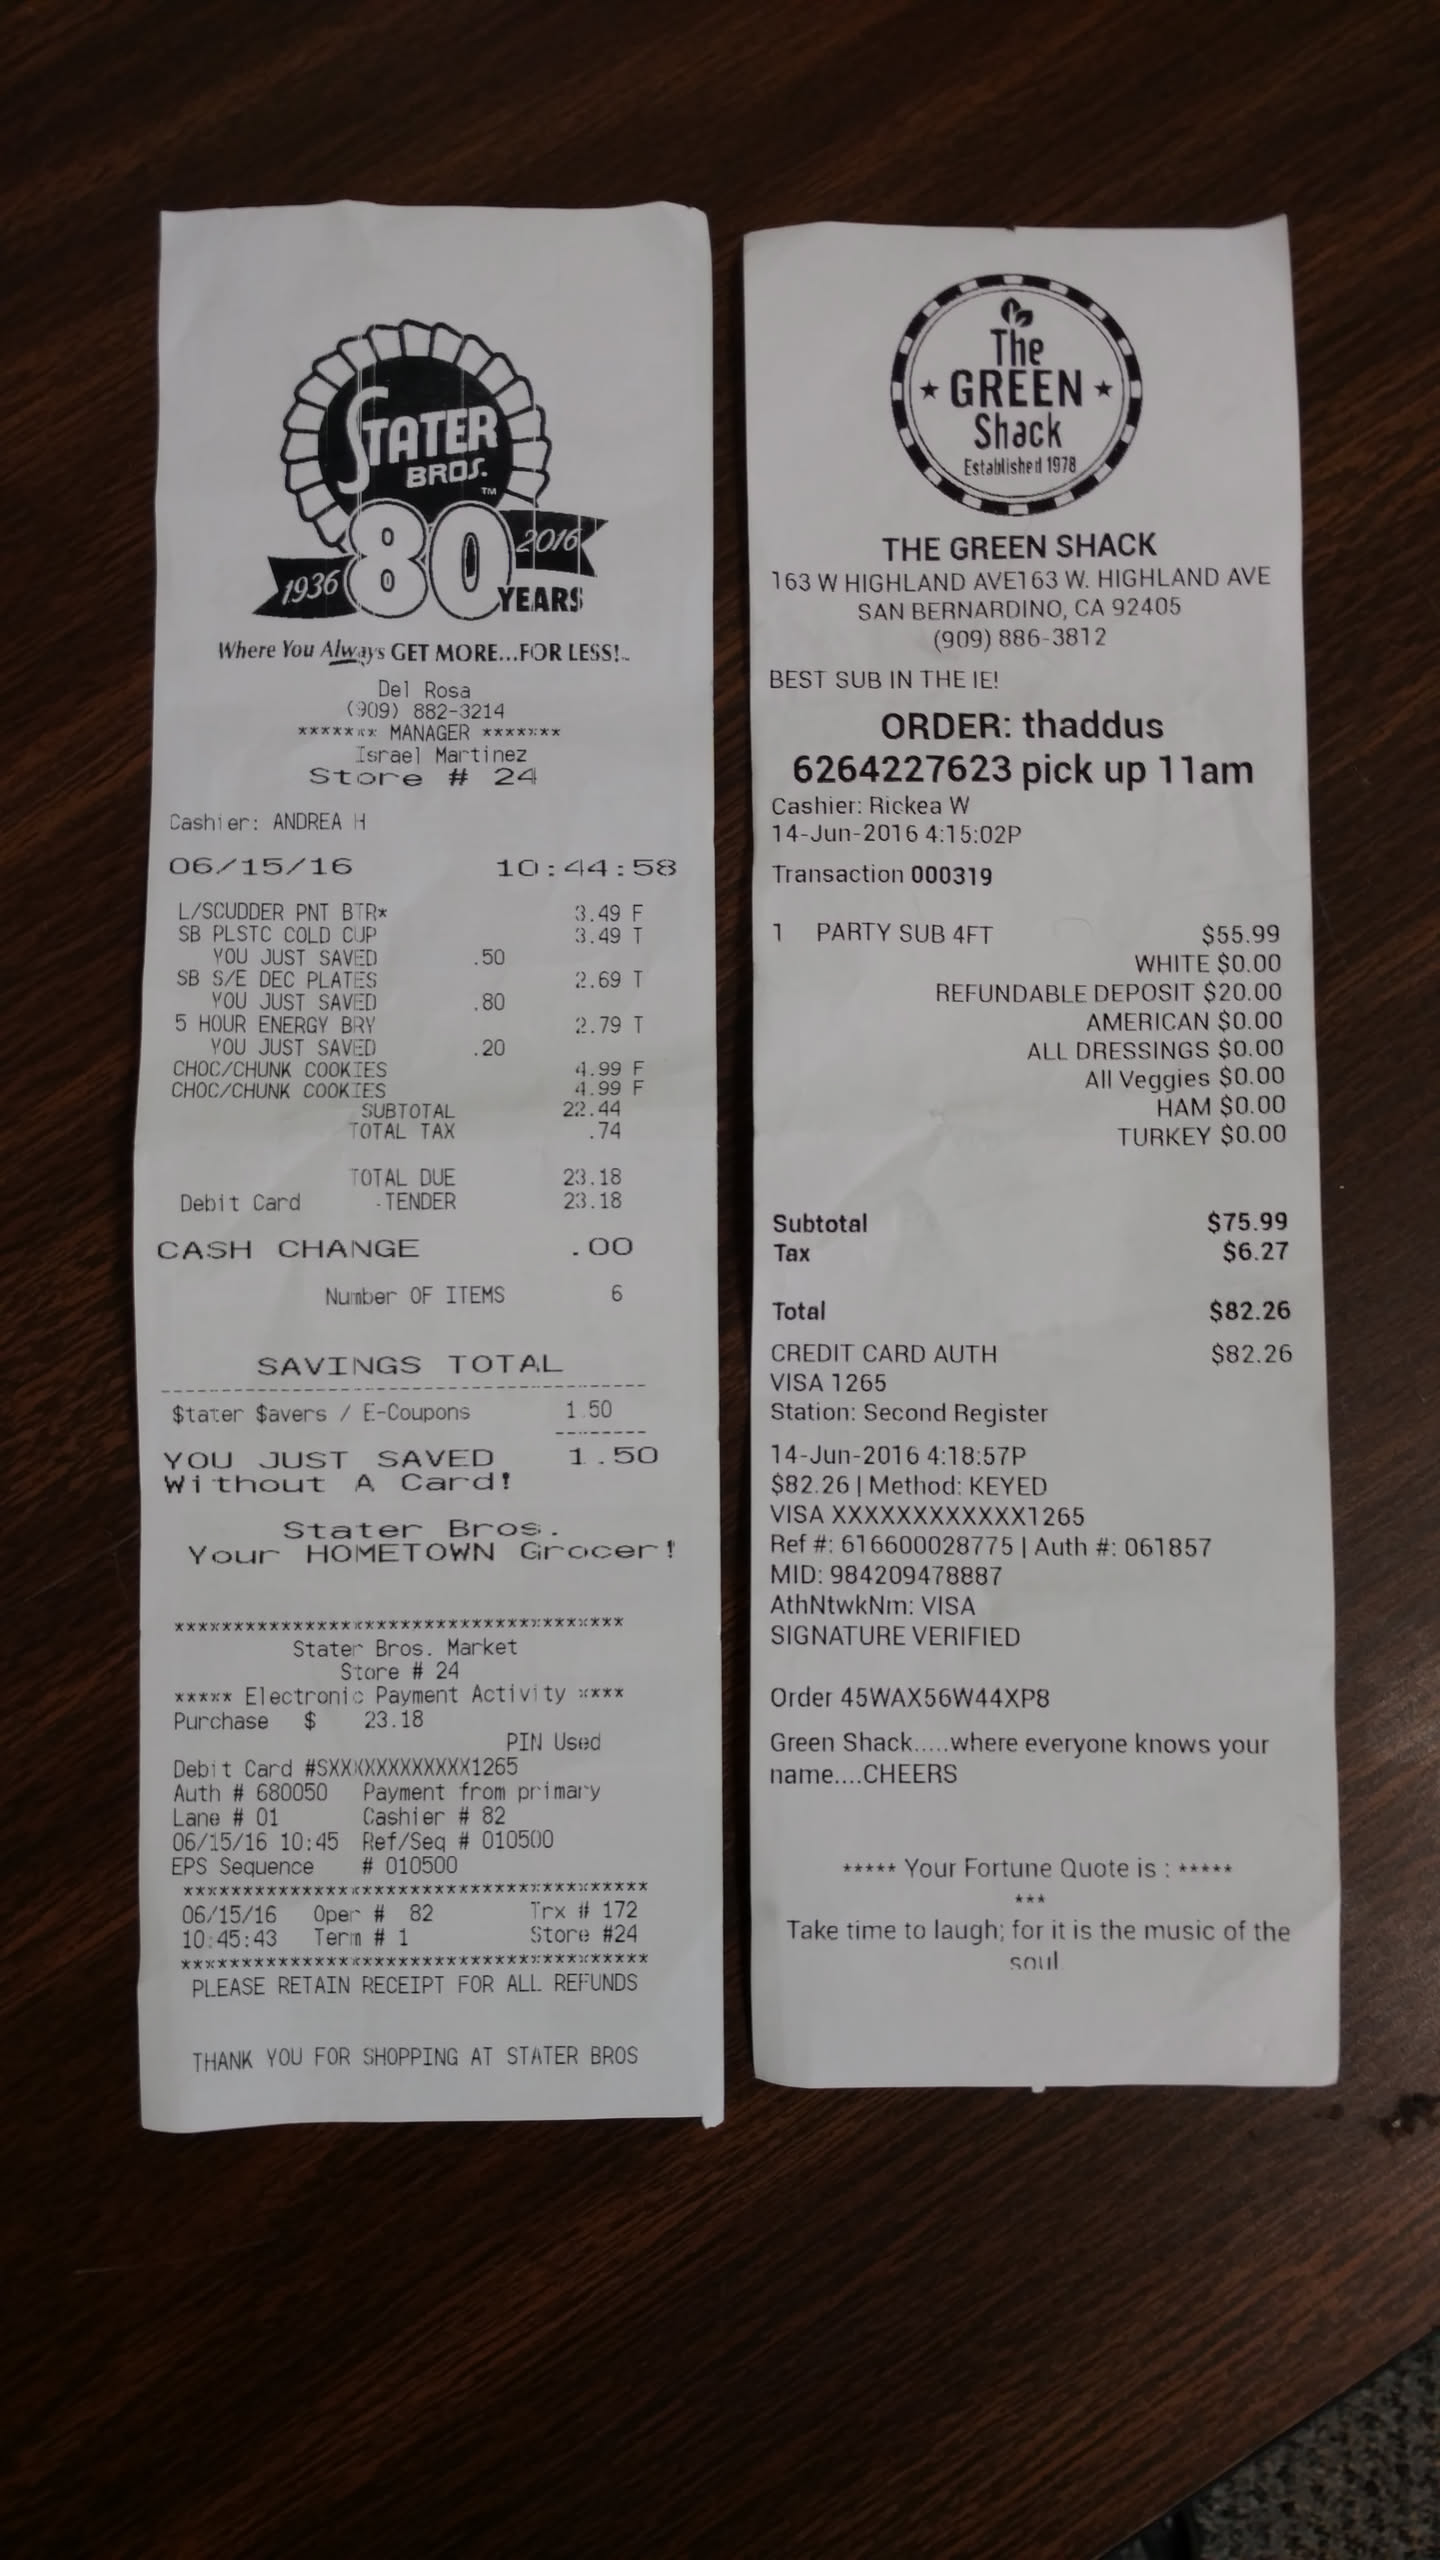 STATER
BROS.
™
80
1936
2016
YEARS
Where You Always GET MORE...FOR LESS!
Del Rosa
(909) 882-3214
******* MANAGER *******
Israel Martinez
Store # 24
Cashier: ANDREA H
06/15/16 10:44:58
L/SCUDDER PNT BTR* 3.49 F
SB PLSTC COLD CUP 3.49 T
YOU JUST SAVED .50
SB S/E DEC PLATES 2.69 T
YOU JUST SAVED .80
5 HOUR ENERGY BRY 2.79 T
YOU JUST SAVED .20
CHOC/CHUNK COOKIES 4.99 F
CHOC/CHUNK COOKIES 4.99 F
SUBTOTAL 22.44
TOTAL TAX .74
TOTAL DUE 23.18
Debit Card TENDER 23.18
CASH CHANGE .00
Number OF ITEMS 6
SAVINGS TOTAL
$tater $avers / E-Coupons 1.50
YOU JUST SAVED 1.50
Without A Card!
Stater Bros.
Your HOMETOWN Grocer!
**************************************
Stater Bros. Market
Store # 24
***** Electronic Payment Activity ****
Purchase $ 23.18
PIN Used
Debit Card #SXXXXXXXXXXXX1265
Auth # 680050 Payment from primary
Lane # 01 Cashier # 82
06/15/16 10:45 Ref/Seq # 010500
EPS Sequence # 010500
***************************************
06/15/16 Oper # 82 Trx # 172
10:45:43 Term # 1 Store #24
***************************************
PLEASE RETAIN RECEIPT FOR ALL REFUNDS
THANK YOU FOR SHOPPING AT STATER BROS
The
★ GREEN ★
Shack
Established 1978
THE GREEN SHACK
163 W HIGHLAND AVE163 W. HIGHLAND AVE
SAN BERNARDINO, CA 92405
(909) 886-3812
BEST SUB IN THE IE!
ORDER: thaddus
6264227623 pick up 11am
Cashier: Rickea W
14-Jun-2016 4:15:02P
Transaction 000319
1 PARTY SUB 4FT $55.99
WHITE $0.00
REFUNDABLE DEPOSIT $20.00
AMERICAN $0.00
ALL DRESSINGS $0.00
All Veggies $0.00
HAM $0.00
TURKEY $0.00
Subtotal $75.99
Tax $6.27
Total $82.26
CREDIT CARD AUTH $82.26
VISA 1265
Station: Second Register
14-Jun-2016 4:18:57P
$82.26 | Method: KEYED
VISA XXXXXXXXXXXX1265
Ref #: 616600028775 | Auth #: 061857
MID: 984209478887
AthNtwkNm: VISA
SIGNATURE VERIFIED
Order 45WAX56W44XP8
Green Shack.....where everyone knows your
name....CHEERS
***** Your Fortune Quote is : *****
***
Take time to laugh; for it is the music of the
soul